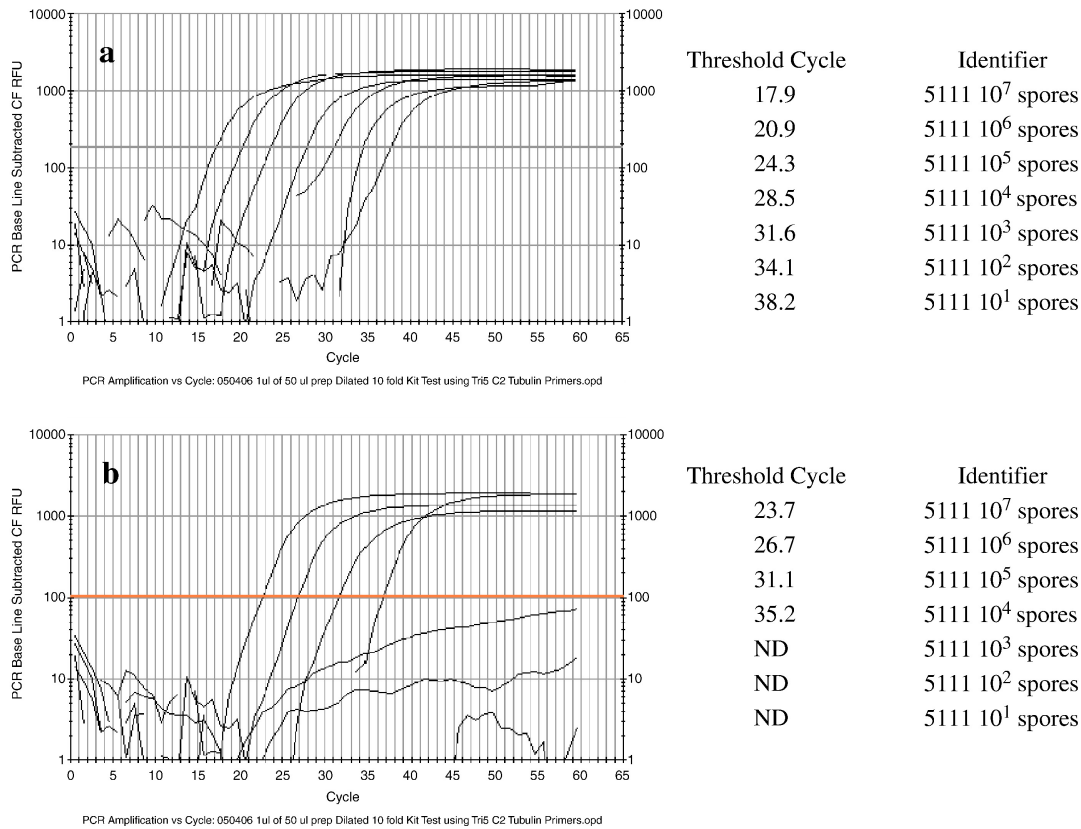 a
PCR Base Line Subtracted CF RFU
10000
1000
100
10
1
10000
1000
100
10
1
0 5 10 15 20 25 30 35 40 45 50 55 60 65
Cycle
PCR Amplification vs Cycle: 050406 1ul of 50 ul prep Dilated 10 fold Kit Test using Tri5 C2 Tubulin Primers.opd
Threshold Cycle Identifier
17.9 5111 10⁷ spores
20.9 5111 10⁶ spores
24.3 5111 10⁵ spores
28.5 5111 10⁴ spores
31.6 5111 10³ spores
34.1 5111 10² spores
38.2 5111 10¹ spores
b
PCR Base Line Subtracted CF RFU
10000
1000
100
10
1
10000
1000
100
10
1
0 5 10 15 20 25 30 35 40 45 50 55 60 65
Cycle
PCR Amplification vs Cycle: 050406 1ul of 50 ul prep Dilated 10 fold Kit Test using Tri5 C2 Tubulin Primers.opd
Threshold Cycle Identifier
23.7 5111 10⁷ spores
26.7 5111 10⁶ spores
31.1 5111 10⁵ spores
35.2 5111 10⁴ spores
ND 5111 10³ spores
ND 5111 10² spores
ND 5111 10¹ spores